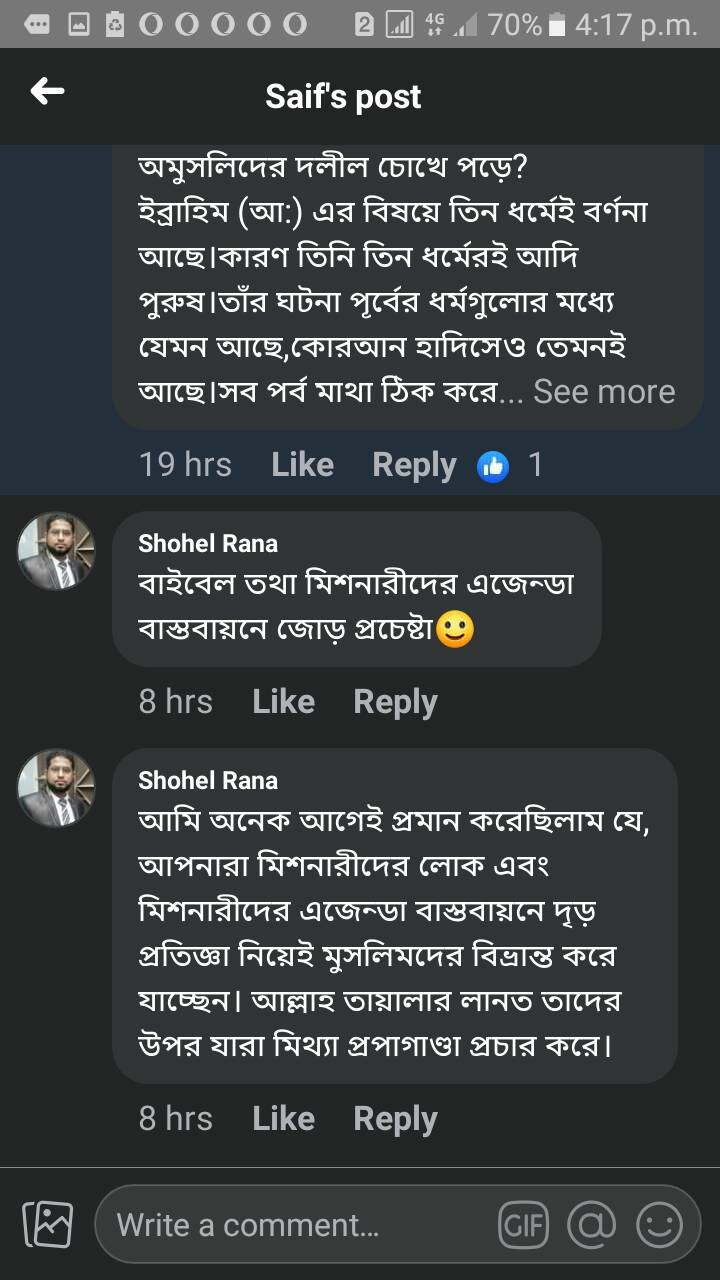 2 4G 70% 4:17 p.m.
Saif's post
অমুসলিদের দলীল চোখে পড়ে?
ইব্রাহিম (আ:) এর বিষয়ে তিন ধর্মেই বর্ণনা
আছে।কারণ তিনি তিন ধর্মেরই আদি
পুরুষ।তাঁর ঘটনা পূর্বের ধর্মগুলোর মধ্যে
যেমন আছে,কোরআন হাদিসেও তেমনই
আছে।সব পর্ব মাথা ঠিক করে... See more
19 hrs Like Reply 1
Shohel Rana
বাইবেল তথা মিশনারীদের এজেন্ডা
বাস্তবায়নে জোড় প্রচেষ্টা🙂
8 hrs Like Reply
Shohel Rana
আমি অনেক আগেই প্রমান করেছিলাম যে,
আপনারা মিশনারীদের লোক এবং
মিশনারীদের এজেন্ডা বাস্তবায়নে দৃড়
প্রতিজ্ঞা নিয়েই মুসলিমদের বিভ্রান্ত করে
যাচ্ছেন। আল্লাহ তায়ালার লানত তাদের
উপর যারা মিথ্যা প্রপাগাণ্ডা প্রচার করে।
8 hrs Like Reply
Write a comment... GIF @